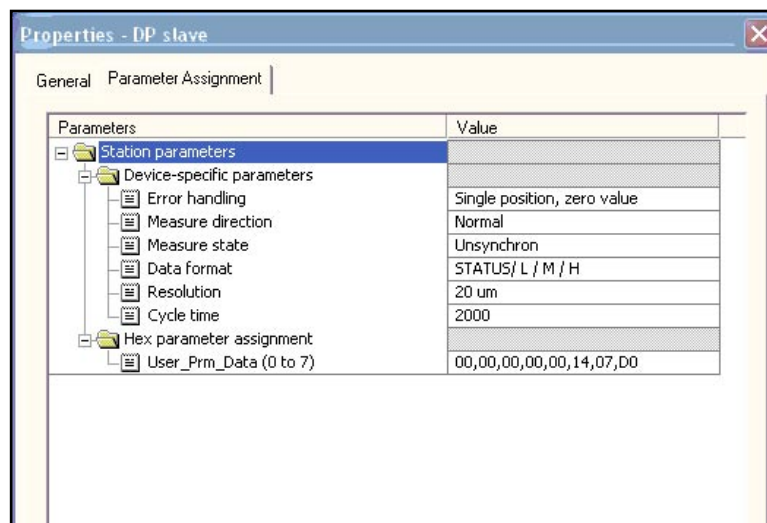 Properties - DP slave
General Parameter Assignment
Parameters Value
Station parameters
Device-specific parameters
Error handling Single position, zero value
Measure direction Normal
Measure state Unsynchron
Data format STATUS/ L / M / H
Resolution 20 um
Cycle time 2000
Hex parameter assignment
User_Prm_Data (0 to 7) 00,00,00,00,00,14,07,D0